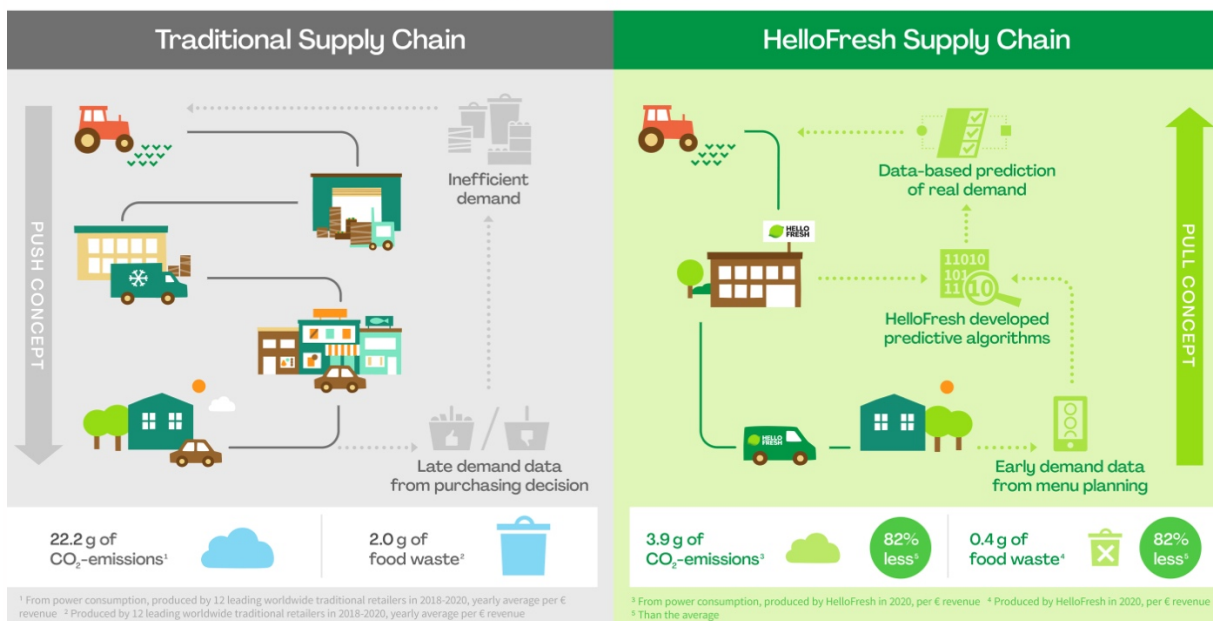 Traditional Supply Chain
PUSH CONCEPT
Inefficient
demand
Late demand data
from purchasing decision
22.2 g of
CO₂-emissions¹
2.0 g of
food waste²
¹ From power consumption, produced by 12 leading worldwide traditional retailers in 2018-2020, yearly average per €
revenue ² Produced by 12 leading worldwide traditional retailers in 2018-2020, yearly average per € revenue
HelloFresh Supply Chain
Data-based prediction
of real demand
HELLO
FRESH
11010
101
11 10
HelloFresh developed
predictive algorithms
PULL CONCEPT
HELLO
FRESH
Early demand data
from menu planning
3.9 g of
CO₂-emissions³
82%
less⁵
0.4 g of
food waste⁴
82%
less⁵
³ From power consumption, produced by HelloFresh in 2020, per € revenue ⁴ Produced by HelloFresh in 2020, per € revenue
⁵ Than the average